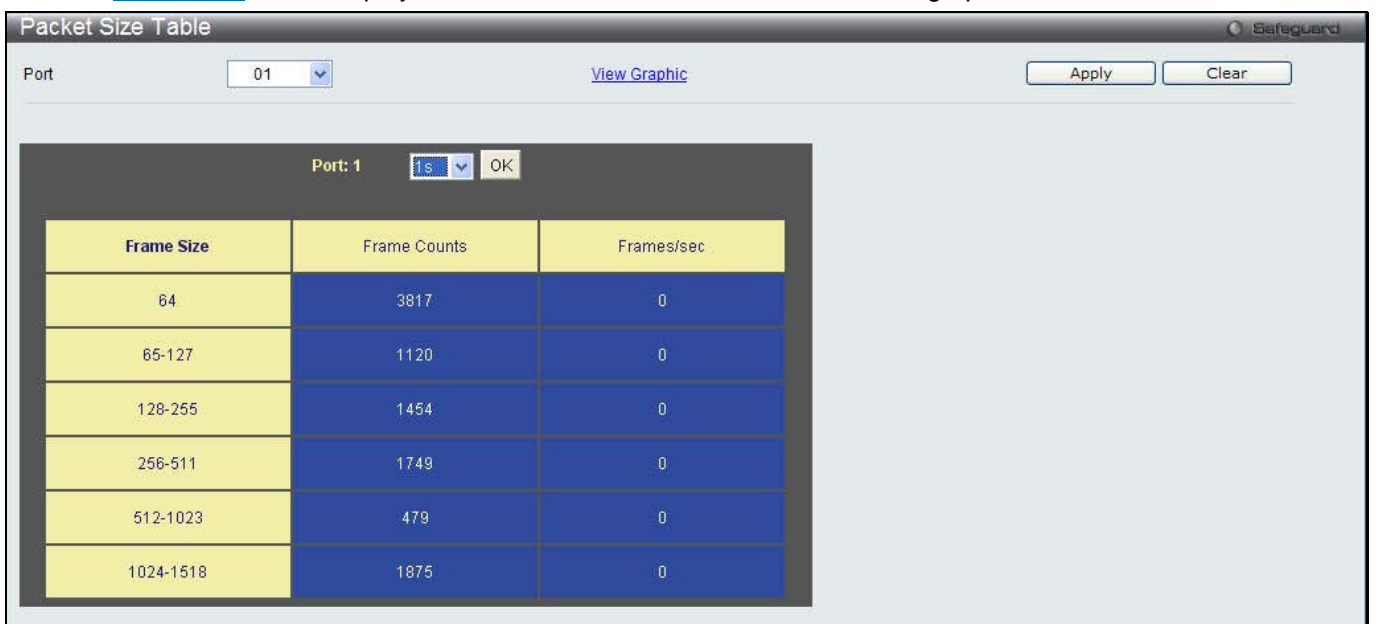 Packet Size Table
Safeguard
Port 01 View Graphic Apply Clear
Port: 1 1s OK
Frame Size Frame Counts Frames/sec
64 3817 0
65-127 1120 0
128-255 1454 0
256-511 1749 0
512-1023 479 0
1024-1518 1875 0